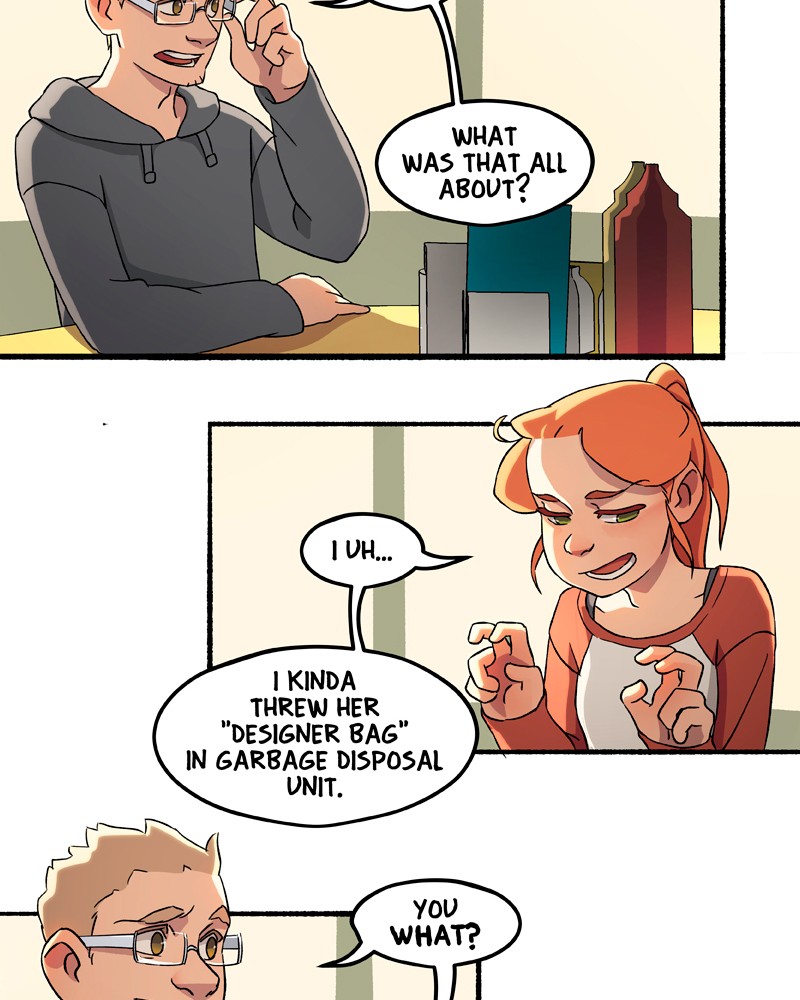 WHAT
WAS THAT ALL
ABOUT?
I UH...
I KINDA
THREW HER
"DESIGNER BAG"
IN GARBAGE DISPOSAL
UNIT.
YOU
WHAT?